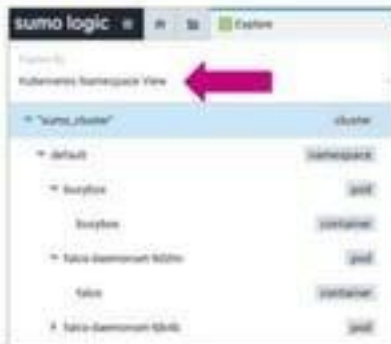 sumo logic
Explore
Explore By
Kubernetes Namespace View
"sumo_cluster" cluster
default namespace
busybox pod
busybox container
falco-daemonset pod
falco container
falco-daemonset pod